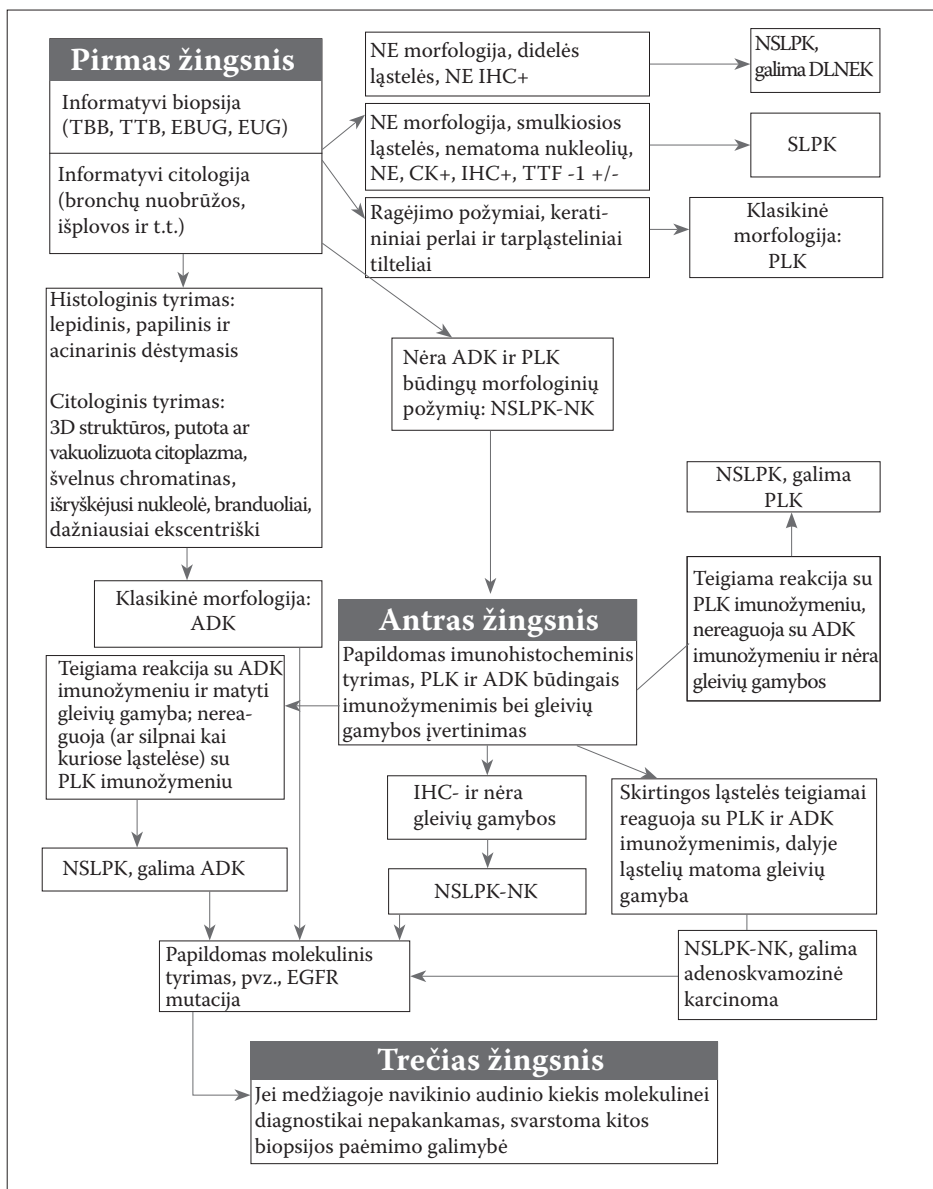 Pirmas žingsnis
Informatyvi biopsija
(TBB, TTB, EBUG, EUG)
Informatyvi citologija
(bronchų nuobrūžos,
išplovos ir t.t.)
NE morfologija, didelės
ląstelės, NE IHC+
NSLPK,
galima DLNEK
NE morfologija, smulkiosios
ląstelės, nematoma nukleolių,
NE, CK+, IHC+, TTF -1 +/-
SLPK
Ragėjimo požymiai, kerati-
niniai perlai ir tarpląsteliniai
tilteliai
Klasikinė
morfologija:
PLK
Histologinis tyrimas:
lepidinis, papilinis ir
acinarinis dėstymasis
Citologinis tyrimas:
3D struktūros, putota ar
vakuolizuota citoplazma,
švelnus chromatinas,
išryškėjusi nukleolė, branduoliai,
dažniausiai ekscentriški
Nėra ADK ir PLK
būdingų morfologinių
požymių: NSLPK-NK
NSLPK, galima
PLK
Teigiama reakcija su
PLK imunožymeniu,
nereaguoja su ADK
imunožymeniu ir nėra
gleivių gamybos
Klasikinė morfologija:
ADK
Antras žingsnis
Papildomas imunohistocheminis
tyrimas, PLK ir ADK būdingais
imunožymenimis bei gleivių
gamybos įvertinimas
Teigiama reakcija su ADK
imunožymeniu ir matyti
gleivių gamyba; nerea-
guoja (ar silpnai kai
kuriose ląstelėse) su
PLK imunožymeniu
IHC- ir nėra
gleivių gamybos
Skirtingos ląstelės teigiamai
reaguoja su PLK ir ADK
imunožymenimis, dalyje
ląstelių matoma gleivių
gamyba
NSLPK, galima ADK
NSLPK-NK
Papildomas molekulinis
tyrimas, pvz., EGFR
mutacija
NSLPK-NK, galima
adenoskvamozinė
karcinoma
Trečias žingsnis
Jei medžiagoje navikinio audinio kiekis molekulinei
diagnostikai nepakankamas, svarstoma kitos
biopsijos paėmimo galimybė